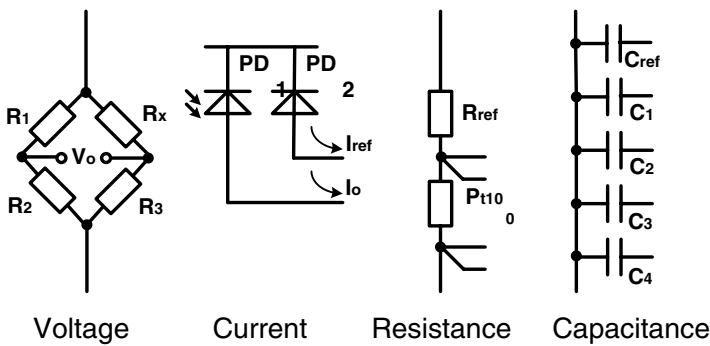 R1
Rx
Vo
R2
R3
Voltage
PD
1
PD
2
Iref
Io
Current
Rref
Pt10
0
Resistance
Cref
C1
C2
C3
C4
Capacitance